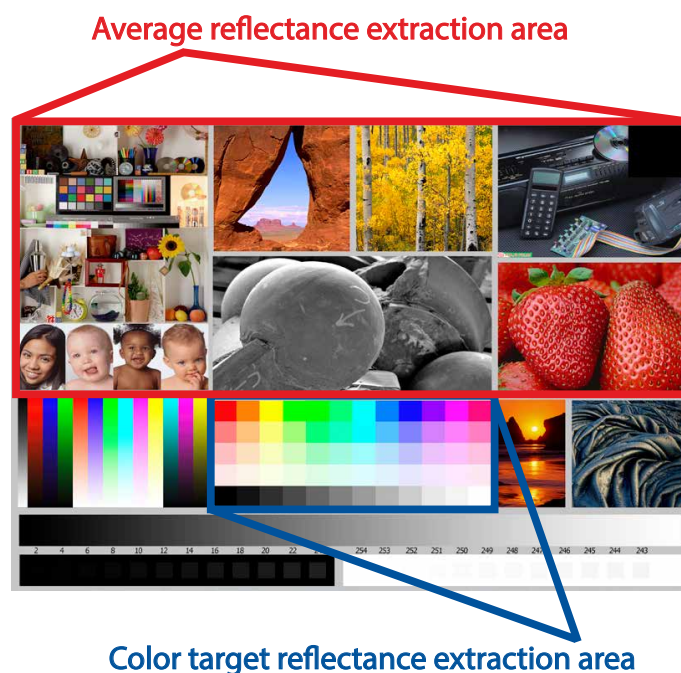 Average reflectance extraction area
2 4 6 8 10 12 14 16 18 20 22 254 253 252 251 250 249 248 247 246 245 244 243
Color target reflectance extraction area